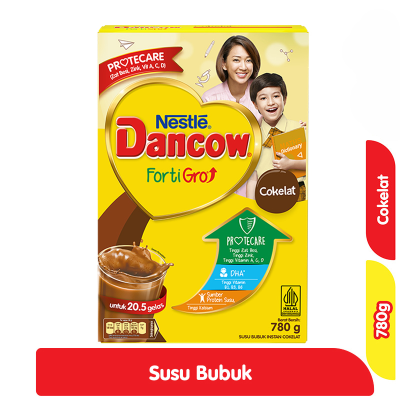 PROTECARE
(Zat Besi, Zink, Vit A, C, D)
Nestlé
Dancow
FortiGro
Cokelat
Dictionary
PROTECARE
Tinggi Zat Besi,
Tinggi Zink,
Tinggi Vitamin A, C, D
DHA*
Tinggi Vitamin
B2, B3, B6
Sumber
Protein Susu,
Tinggi Kalsium
untuk 20.5 gelas
HALAL
Berat Bersih:
780 g
SUSU BUBUK INSTAN COKELAT
Susu Bubuk
Cokelat
780g